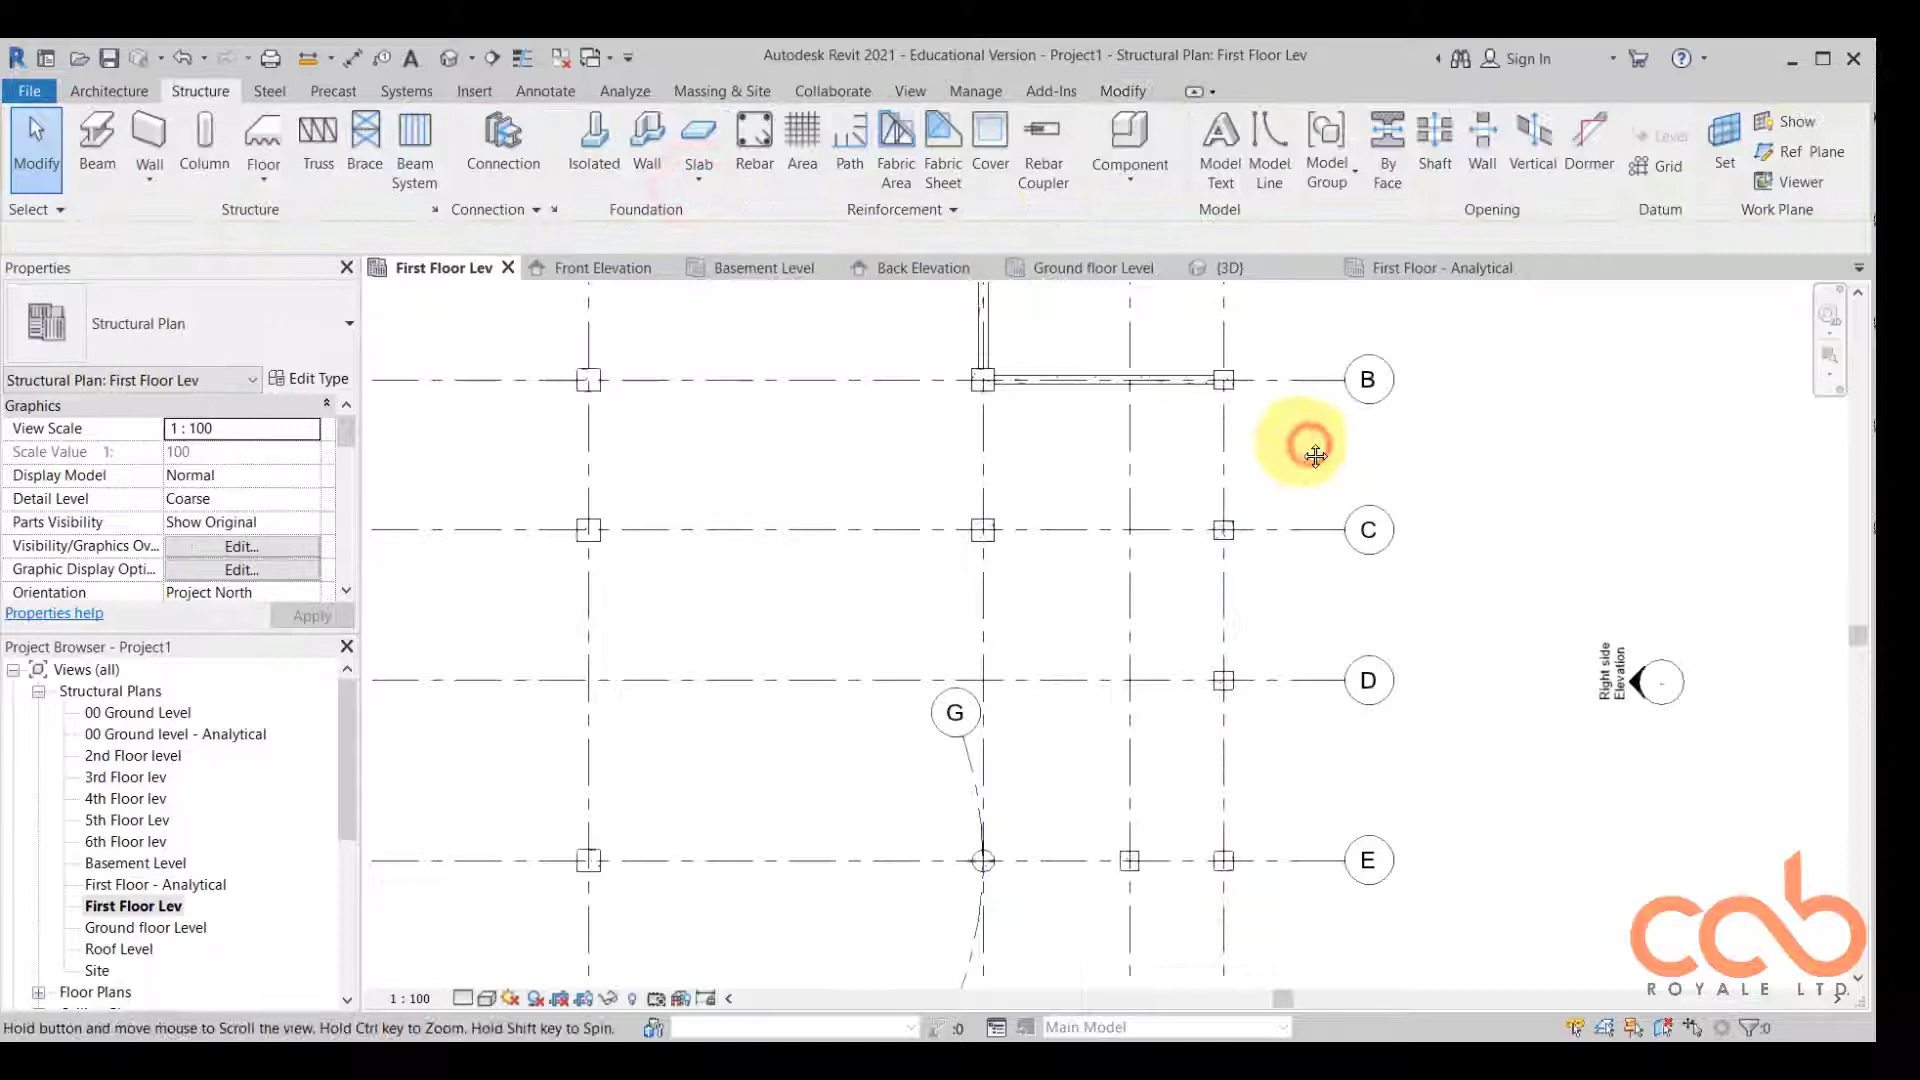 Autodesk Revit 2021 - Educational Version - Project1 - Structural Plan: First Floor Lev
Sign In
File Architecture Structure Steel Precast Systems Insert Annotate Analyze Massing & Site Collaborate View Manage Add-Ins Modify
Modify Beam Wall Column Floor Truss Brace Beam System Connection Isolated Wall Slab Rebar Area Path Fabric Area Fabric Sheet Cover Rebar Coupler Component Model Text Model Line Model Group By Face Shaft Wall Vertical Dormer Level Grid Set Show Ref Plane Viewer
Select Structure Connection Foundation Reinforcement Model Opening Datum Work Plane
Properties
First Floor Lev Front Elevation Basement Level Back Elevation Ground floor Level {3D} First Floor - Analytical
Structural Plan
Structural Plan: First Floor Lev Edit Type
Graphics
View Scale 1 : 100
Scale Value 1: 100
Display Model Normal
Detail Level Coarse
Parts Visibility Show Original
Visibility/Graphics Ov... Edit...
Graphic Display Opti... Edit...
Orientation Project North
Properties help Apply
Project Browser - Project1
Views (all)
Structural Plans
00 Ground Level
00 Ground level - Analytical
2nd Floor level
3rd Floor lev
4th Floor lev
5th Floor Lev
6th Floor lev
Basement Level
First Floor - Analytical
First Floor Lev
Ground floor Level
Roof Level
Site
Floor Plans
B
C
D
G
E
Right side
Elevation
ccb
ROYALE LTD.
1 : 100
Hold button and move mouse to Scroll the view. Hold Ctrl key to Zoom. Hold Shift key to Spin.
:0
Main Model
:0